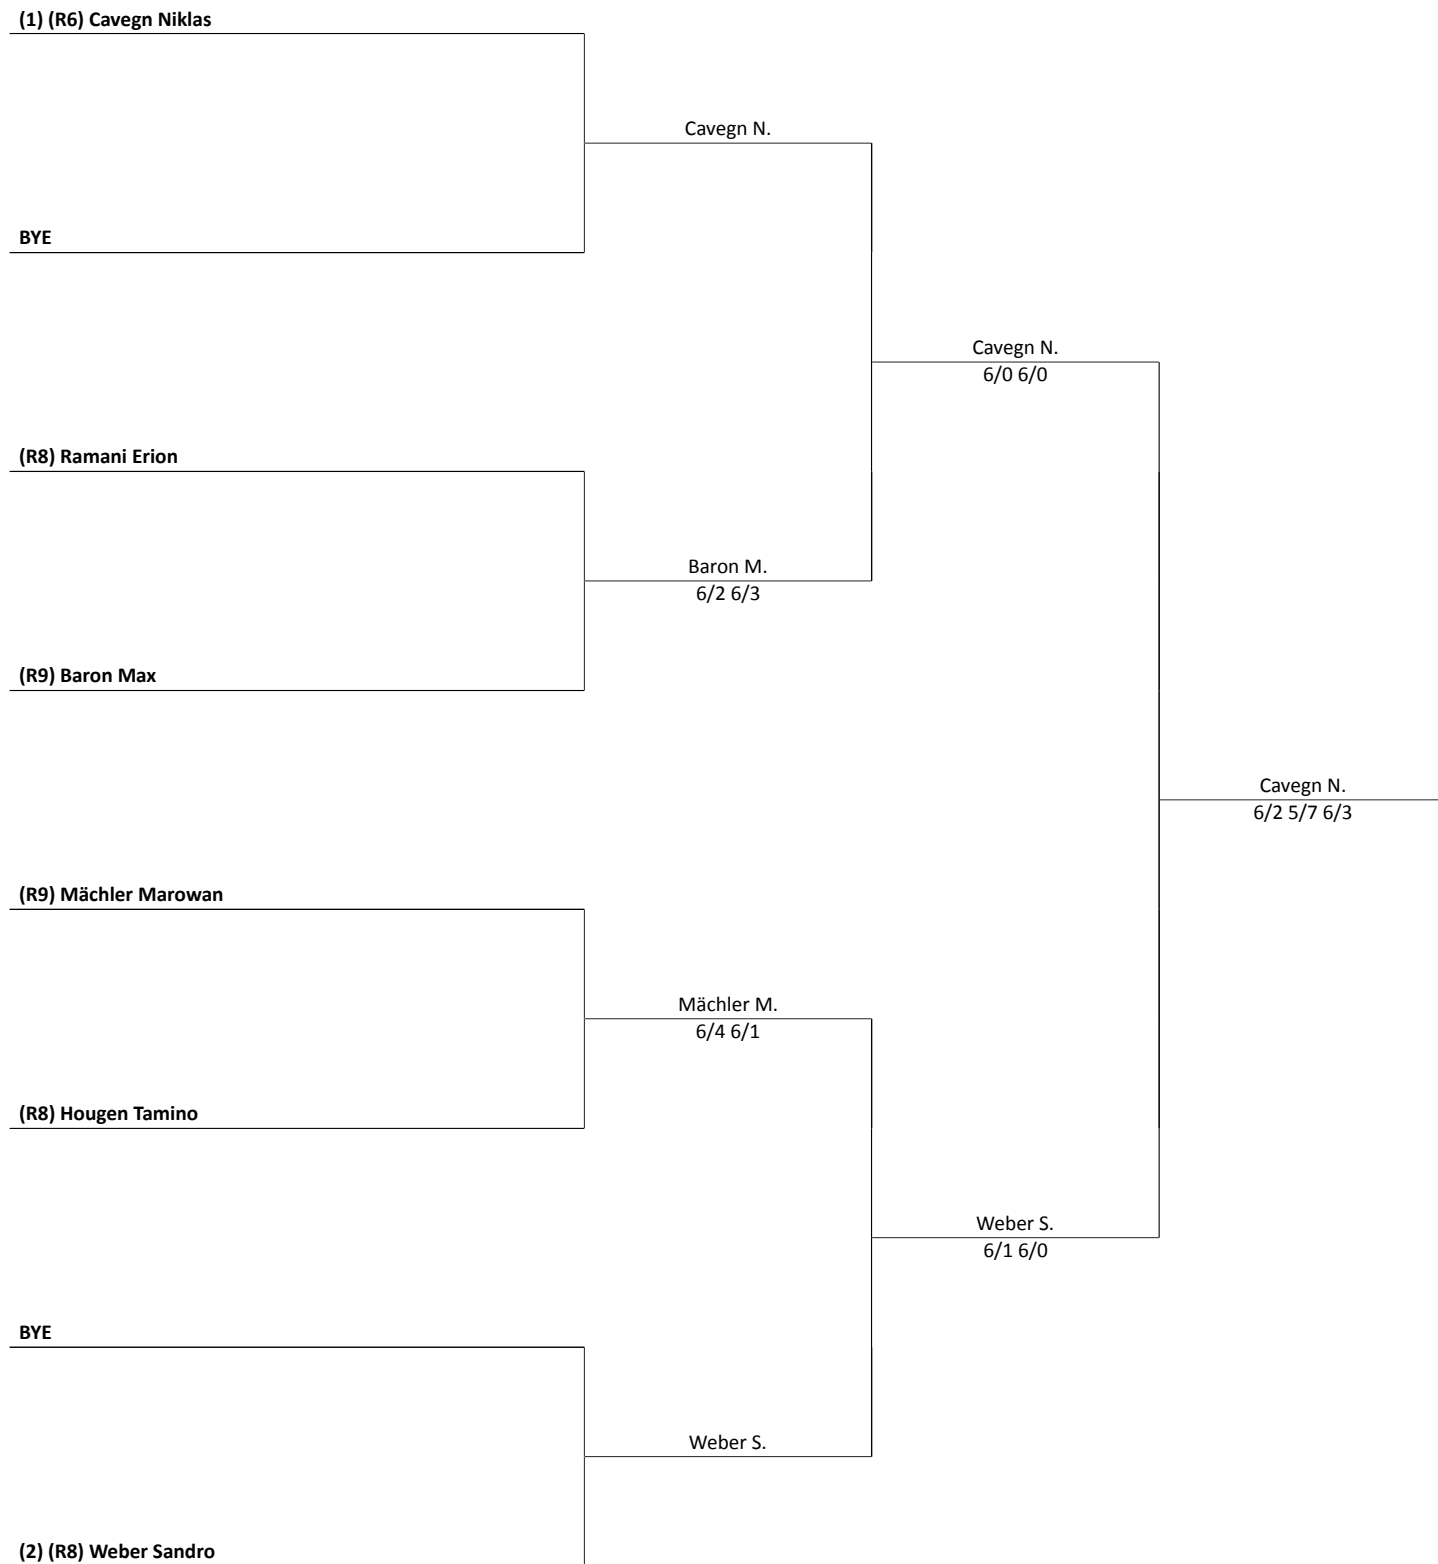 (1) (R6) Cavegn Niklas
Cavegn N.
BYE
Cavegn N.
6/0 6/0
(R8) Ramani Erion
Baron M.
6/2 6/3
(R9) Baron Max
Cavegn N.
6/2 5/7 6/3
(R9) Mächler Marowan
Mächler M.
6/4 6/1
(R8) Hougen Tamino
Weber S.
6/1 6/0
BYE
Weber S.
(2) (R8) Weber Sandro